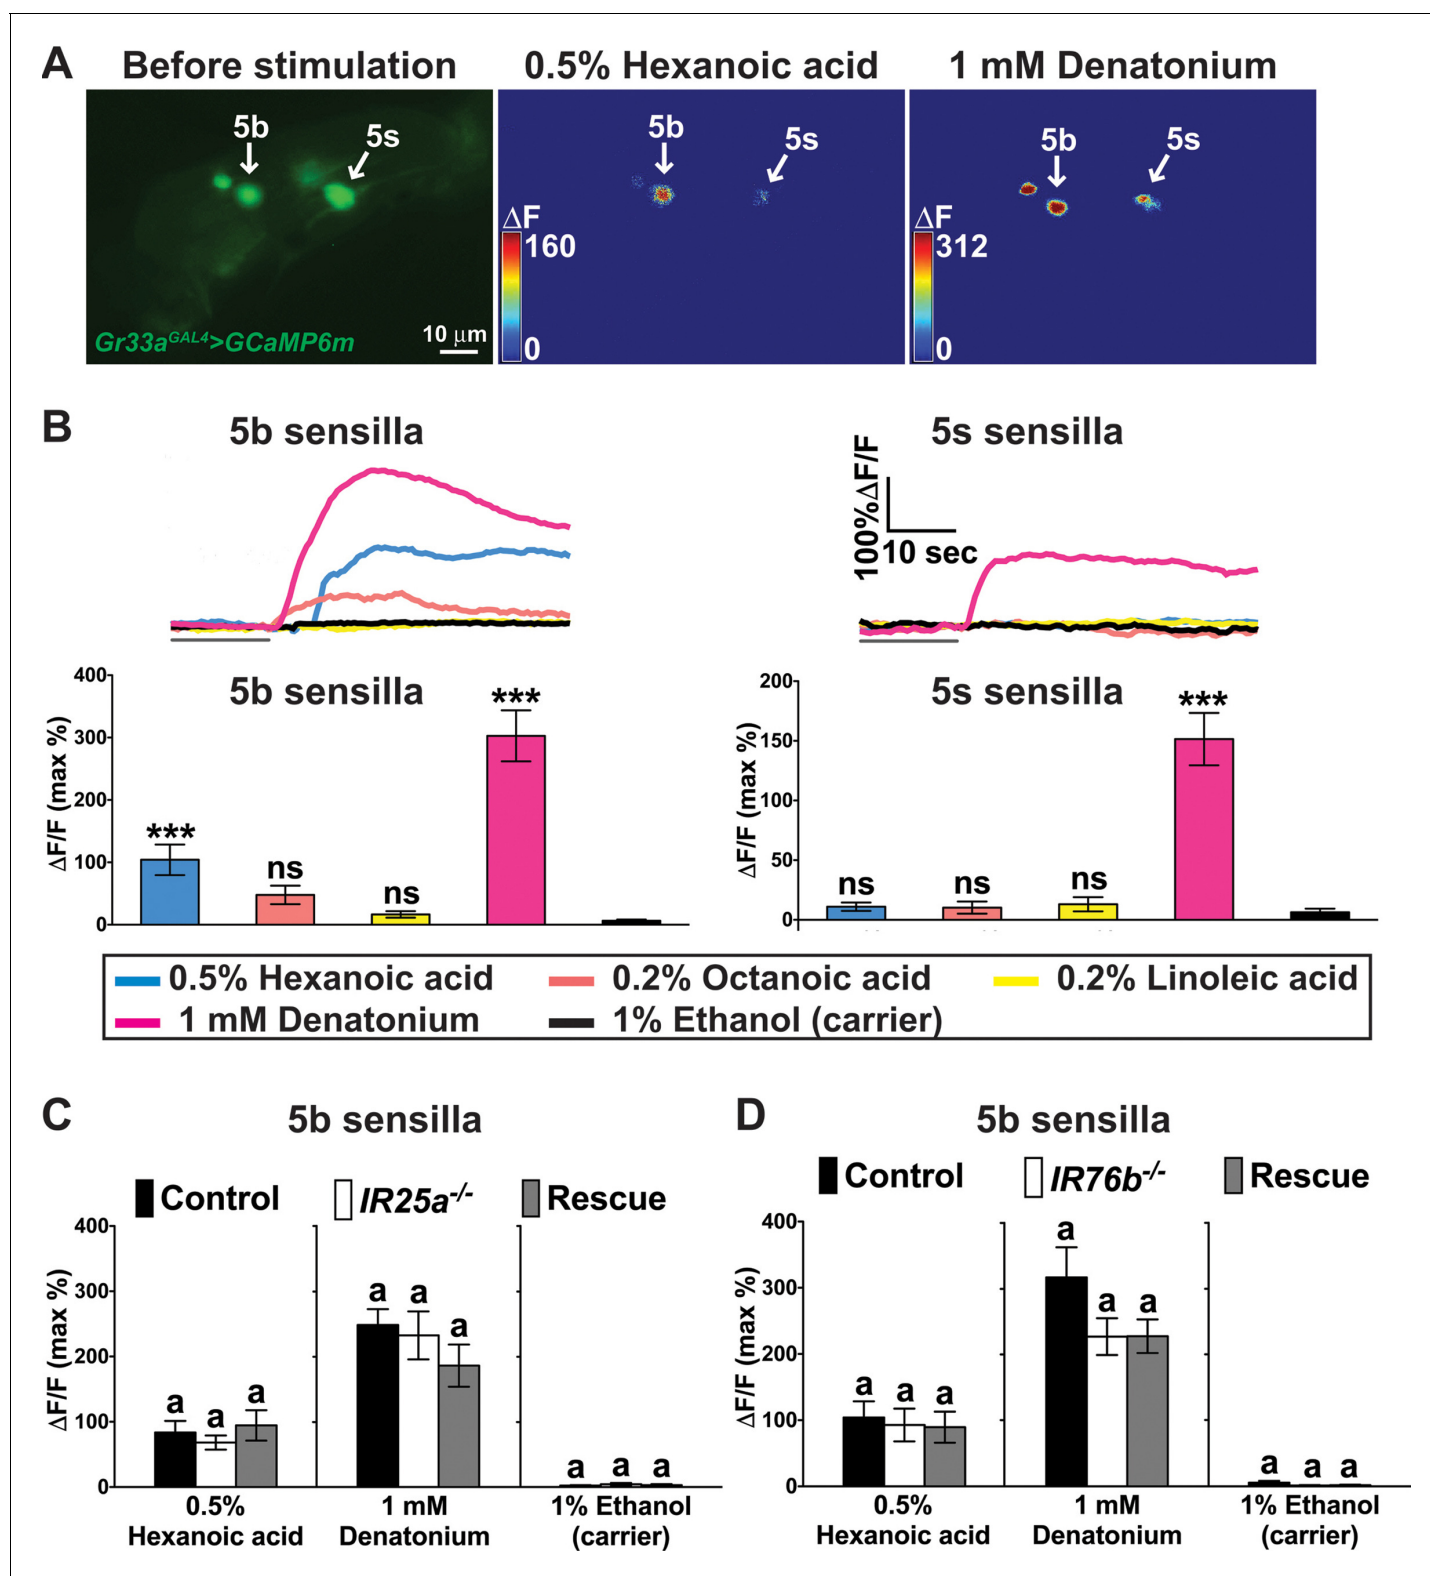 A
Before stimulation
0.5% Hexanoic acid
1 mM Denatonium
5b
5s
5b
5s
5b
5s
Gr33aGAL4>GCaMP6m
10 μm
ΔF
160
0
ΔF
312
0
B
5b sensilla
5s sensilla
100%ΔF/F
10 sec
5b sensilla
ΔF/F (max %)
400
300
200
100
0
***
ns
ns
***
5s sensilla
ΔF/F (max %)
200
150
100
50
0
ns
ns
ns
***
0.5% Hexanoic acid
0.2% Octanoic acid
0.2% Linoleic acid
1 mM Denatonium
1% Ethanol (carrier)
C
5b sensilla
Control
IR25a-/-
Rescue
ΔF/F (max %)
400
300
200
100
0
a a a
a a a
a a a
0.5%
Hexanoic acid
1 mM
Denatonium
1% Ethanol
(carrier)
D
5b sensilla
Control
IR76b-/-
Rescue
ΔF/F (max %)
400
300
200
100
0
a a a
a a a
a a a
0.5%
Hexanoic acid
1 mM
Denatonium
1% Ethanol
(carrier)